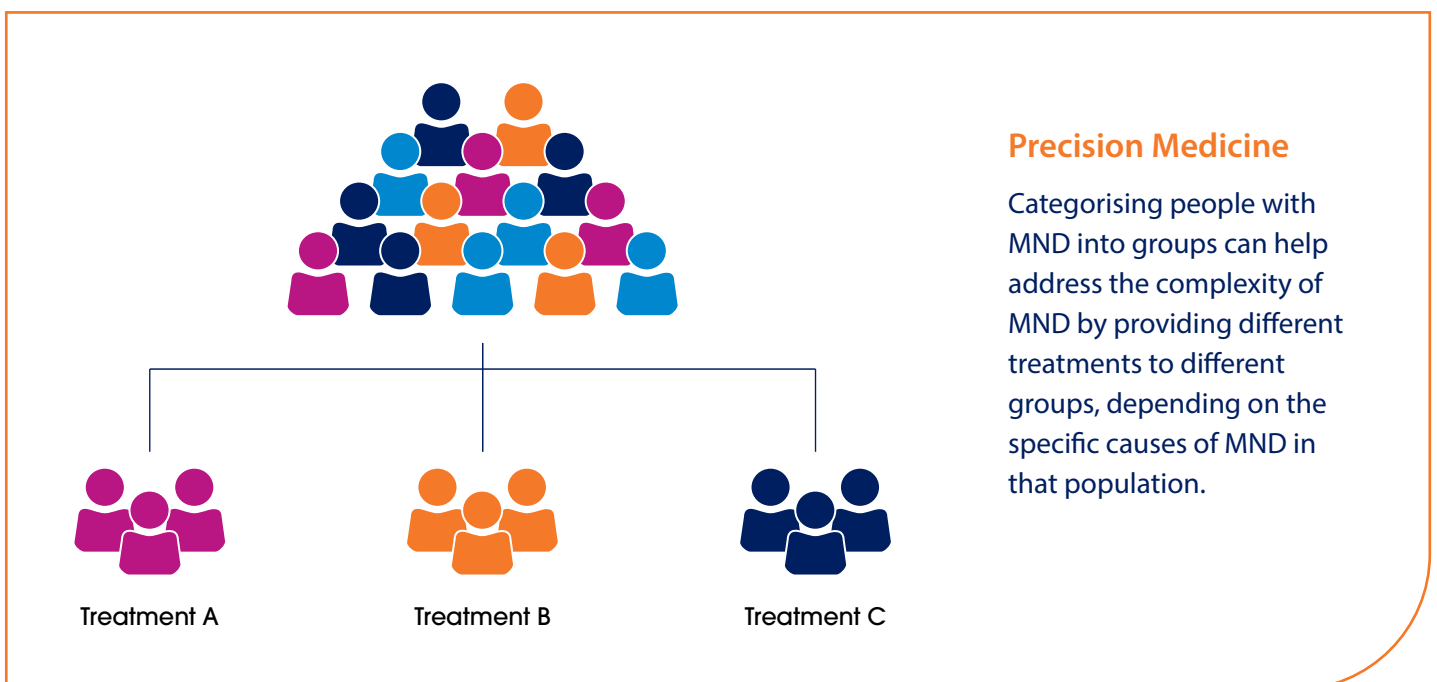 Precision Medicine
Categorising people with
MND into groups can help
address the complexity of
MND by providing different
treatments to different
groups, depending on the
specific causes of MND in
that population.
Treatment A
Treatment B
Treatment C